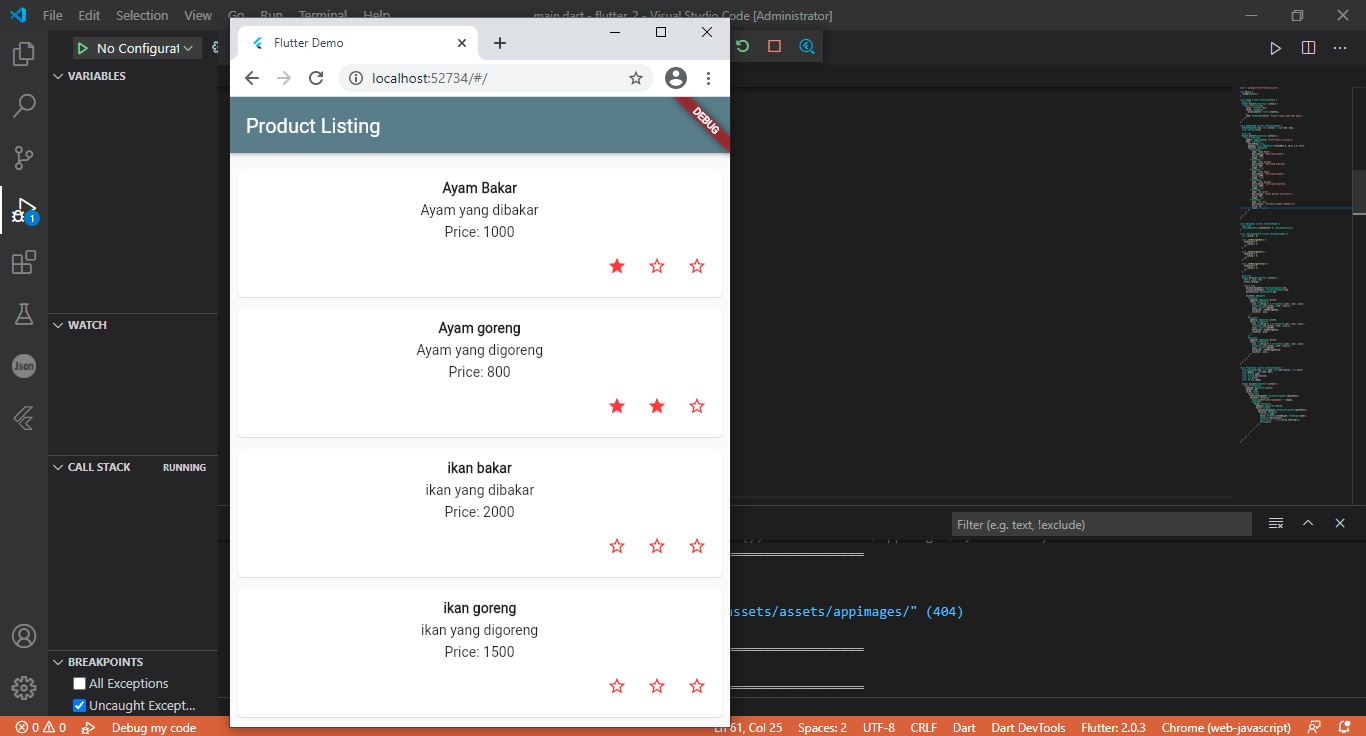 File Edit Selection View Go Run Terminal Help main.dart - flutter_2 - Visual Studio Code [Administrator]
Flutter Demo
No Configurat
localhost:52734/#/
VARIABLES
Product Listing
DEBUG
Ayam Bakar
Ayam yang dibakar
Price: 1000
Ayam goreng
Ayam yang digoreng
Price: 800
WATCH
Json
ikan bakar
ikan yang dibakar
Price: 2000
CALL STACK RUNNING
Filter (e.g. text, !exclude)
ikan goreng
ikan yang digoreng
Price: 1500
assets/assets/appimages/" (404)
BREAKPOINTS
All Exceptions
Uncaught Except...
1
0 0 Debug my code Ln 61, Col 25 Spaces: 2 UTF-8 CRLF Dart Dart DevTools Flutter: 2.0.3 Chrome (web-javascript)